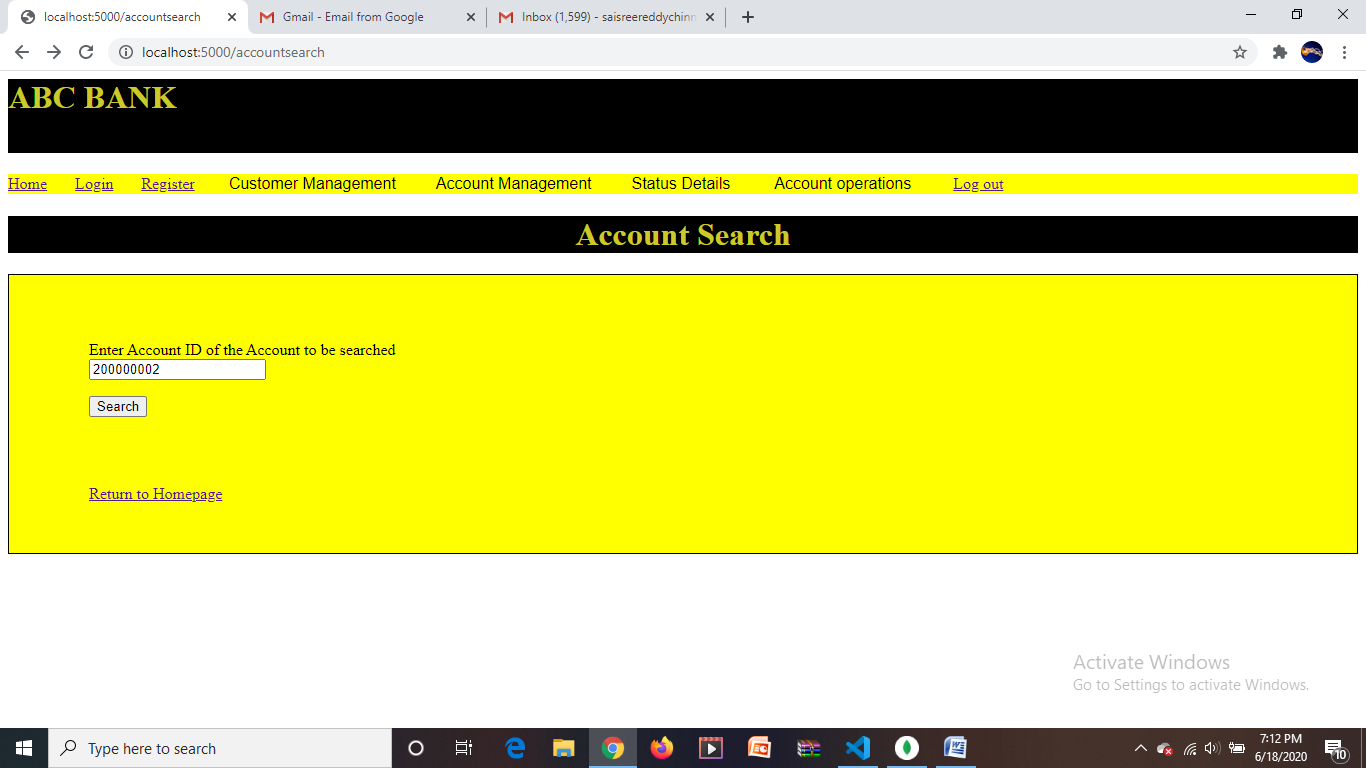 localhost:5000/accountsearch
Gmail - Email from Google
Inbox (1,599) - saisreereddychinn
localhost:5000/accountsearch
ABC BANK
Home Login Register Customer Management Account Management Status Details Account operations Log out
Account Search
Enter Account ID of the Account to be searched
200000002
Search
Return to Homepage
Activate Windows
Go to Settings to activate Windows.
Type here to search
7:12 PM
6/18/2020
10